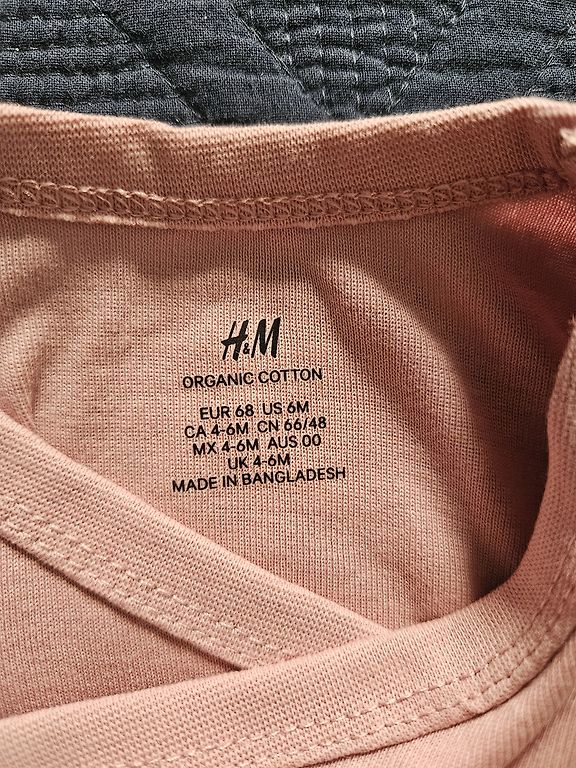 H&M
ORGANIC COTTON
EUR 68 US 6M
CA 4-6M CN 66/48
MX 4-6M AUS 00
UK 4-6M
MADE IN BANGLADESH